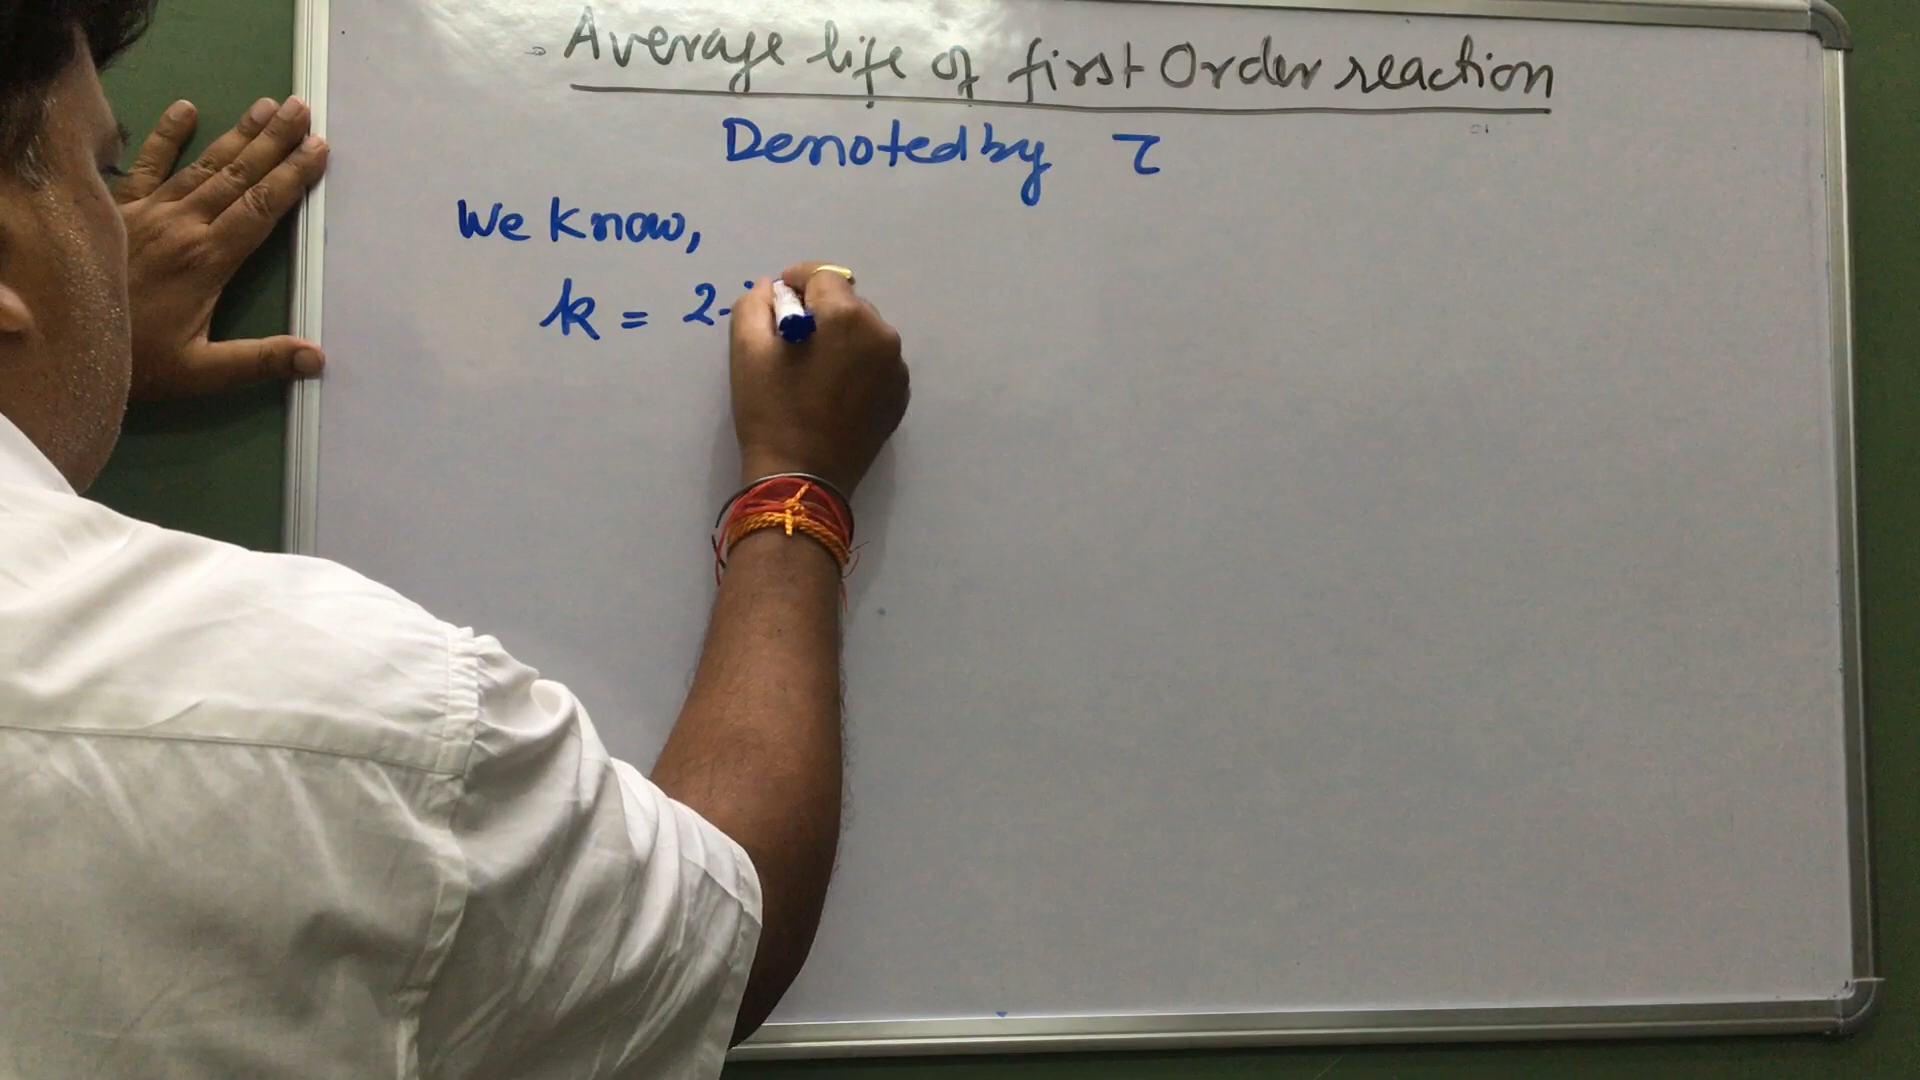 Average life of first Order reaction
Denoted by τ
We know,
k = 2.